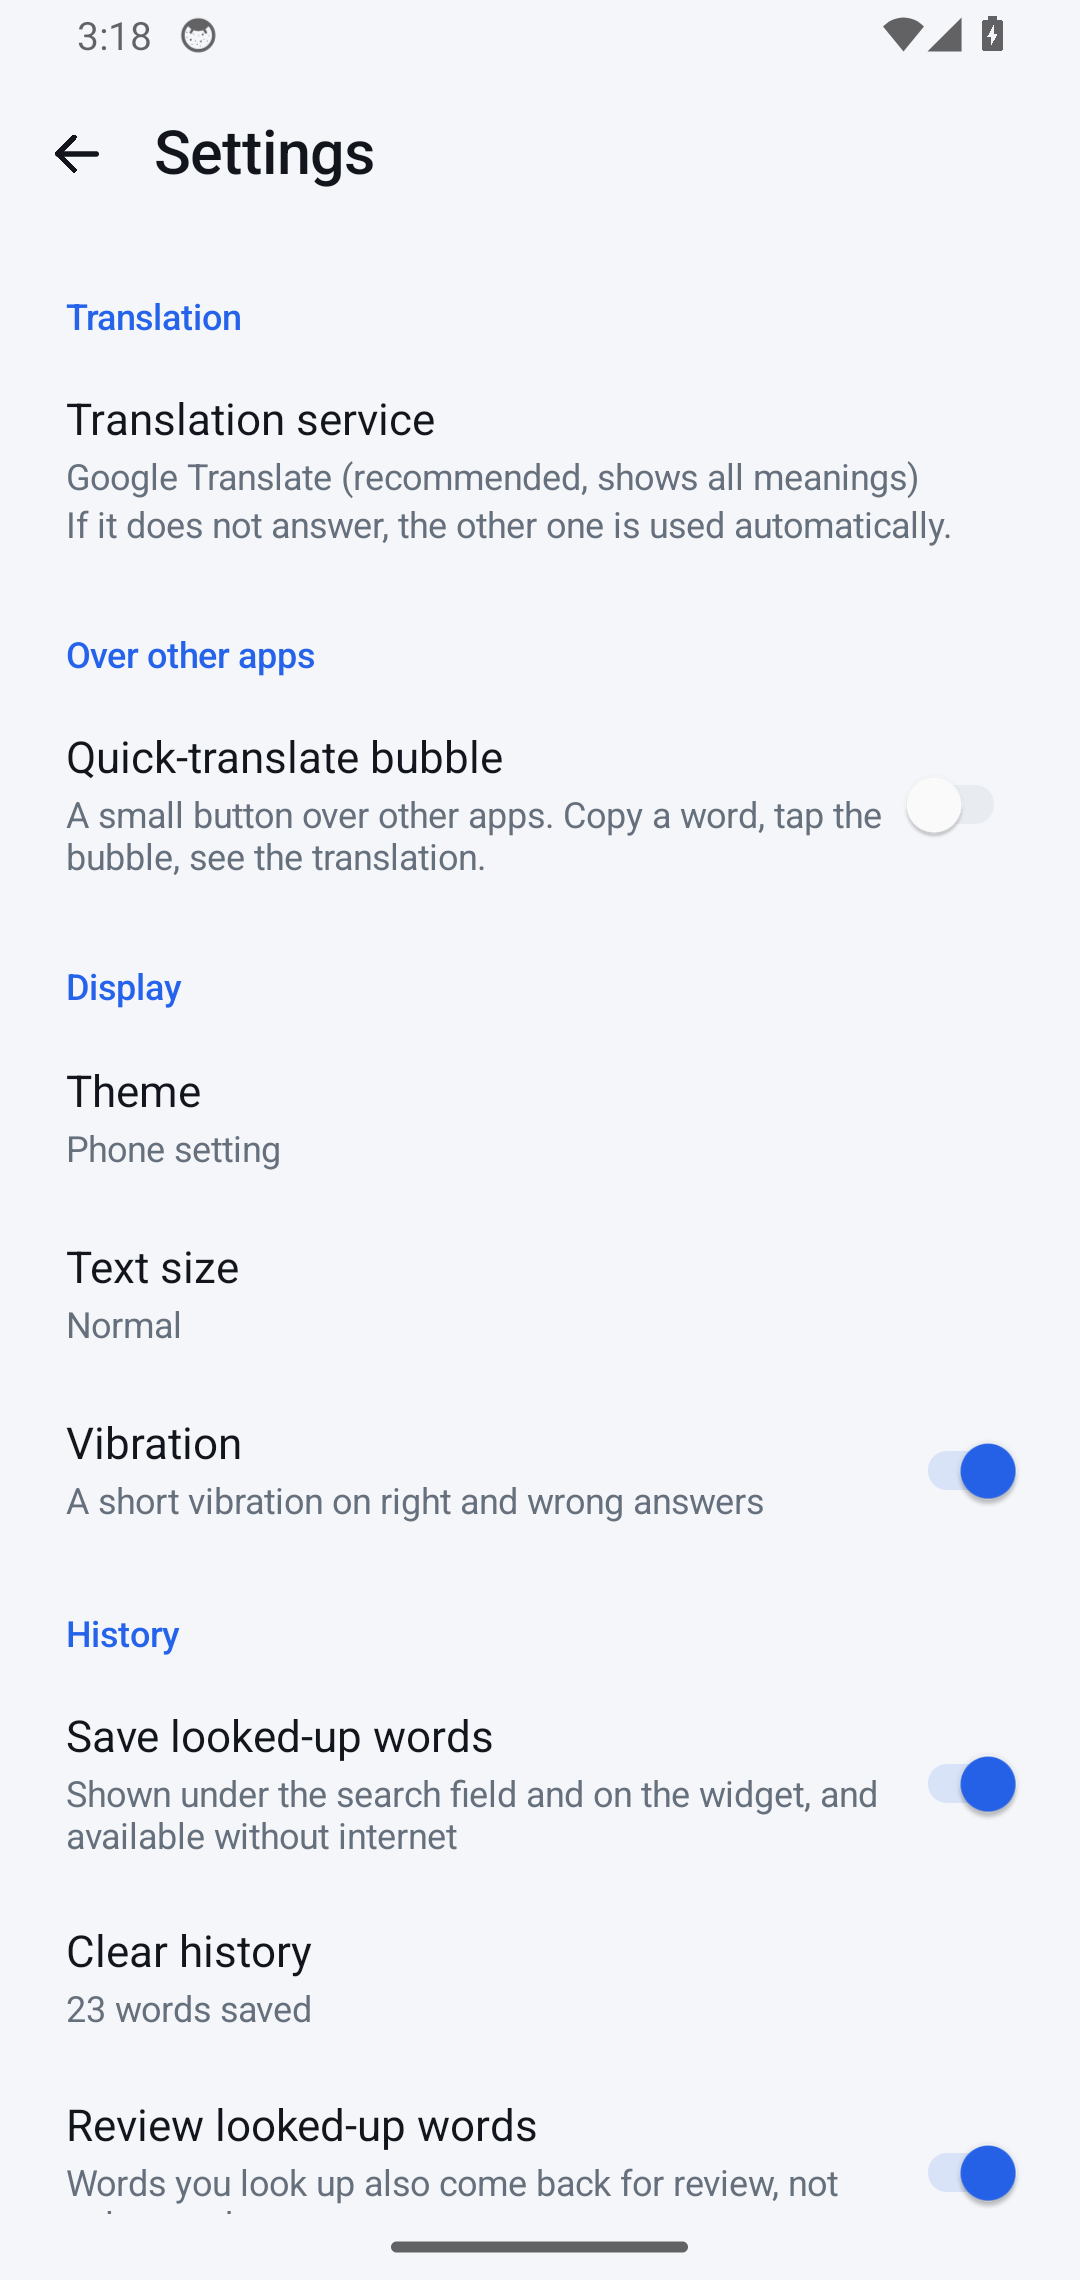 3:18
Settings
Translation
Translation service
Google Translate (recommended, shows all meanings)
If it does not answer, the other one is used automatically.
Over other apps
Quick-translate bubble
A small button over other apps. Copy a word, tap the
bubble, see the translation.
Display
Theme
Phone setting
Text size
Normal
Vibration
A short vibration on right and wrong answers
History
Save looked-up words
Shown under the search field and on the widget, and
available without internet
Clear history
23 words saved
Review looked-up words
Words you look up also come back for review, not